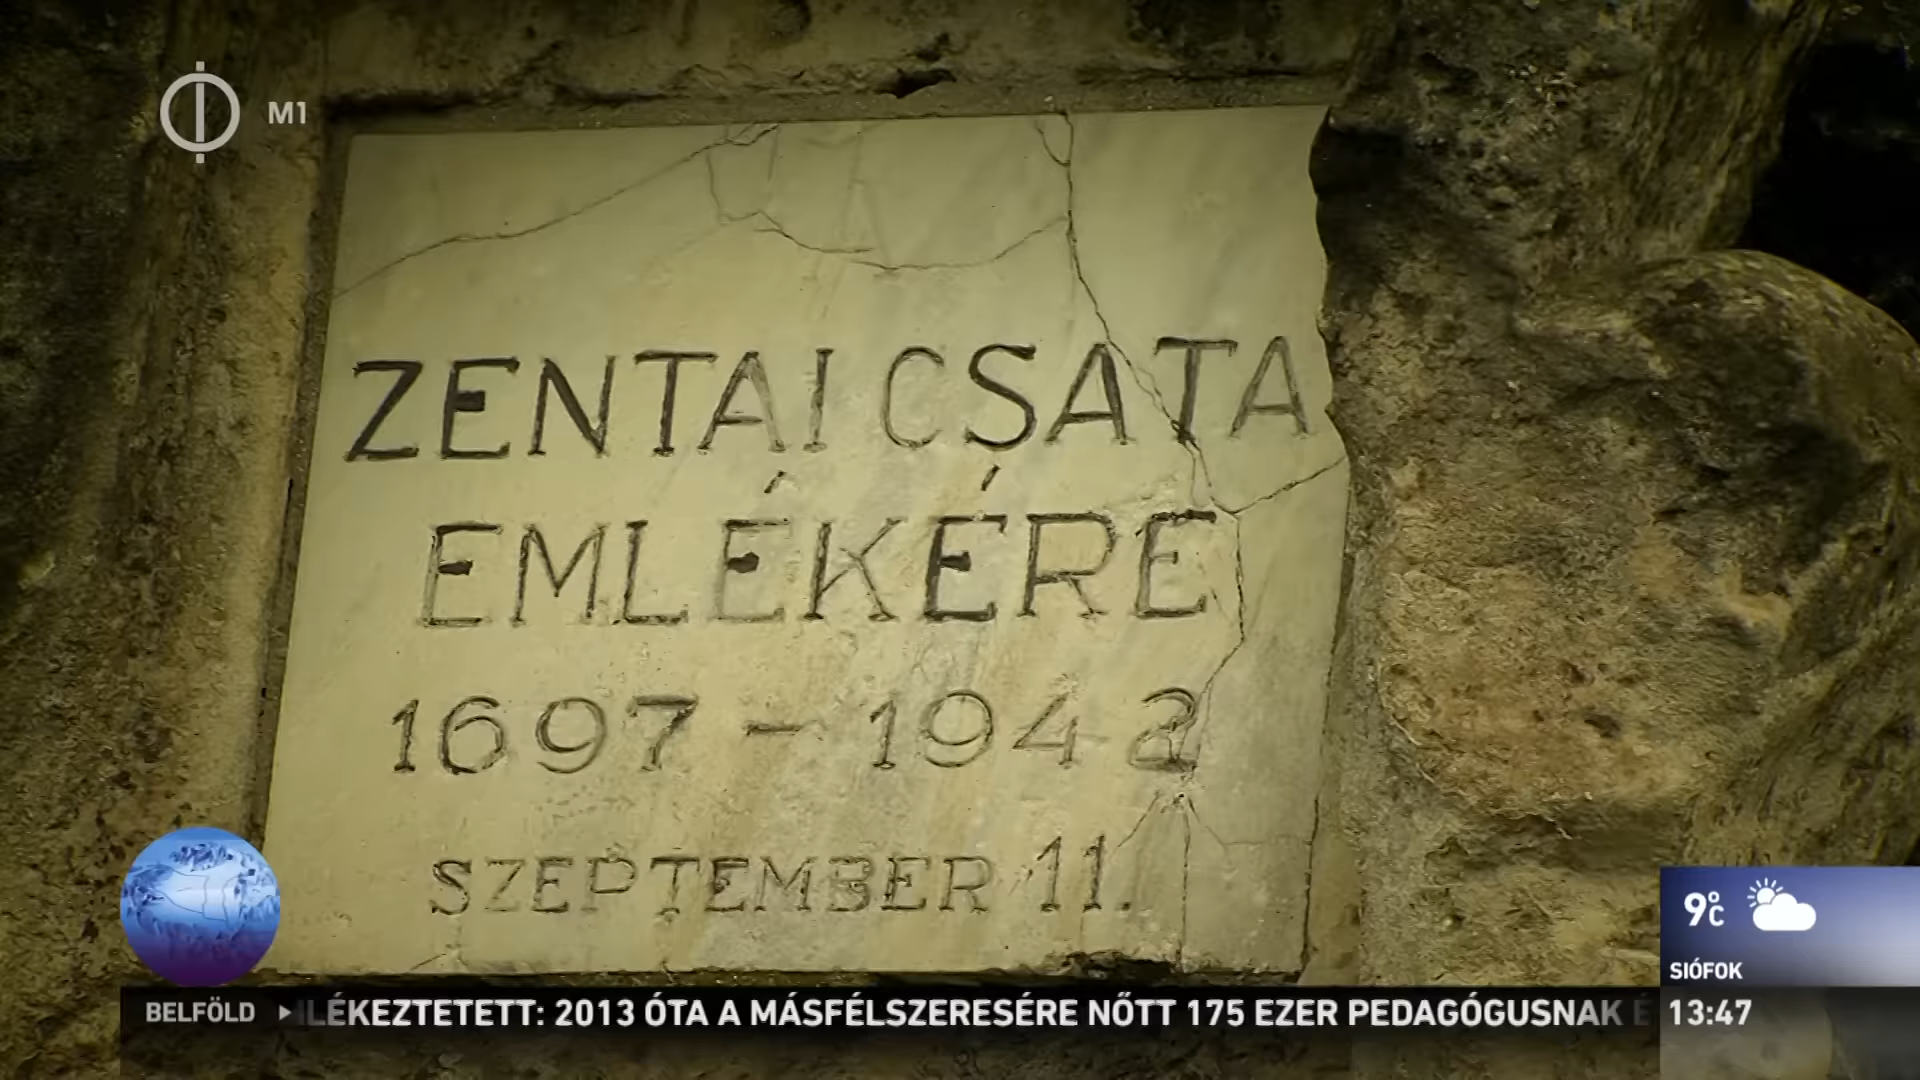 M1
ZENTAI CSATA
EMLÉKÉRE
1697 - 1942
SZEPTEMBER 11.
9°C
SIÓFOK
BELFÖLD LÉKEZTETETT: 2013 ÓTA A MÁSFÉLSZERESÉRE NŐTT 175 EZER PEDAGÓGUSNAK
13:47